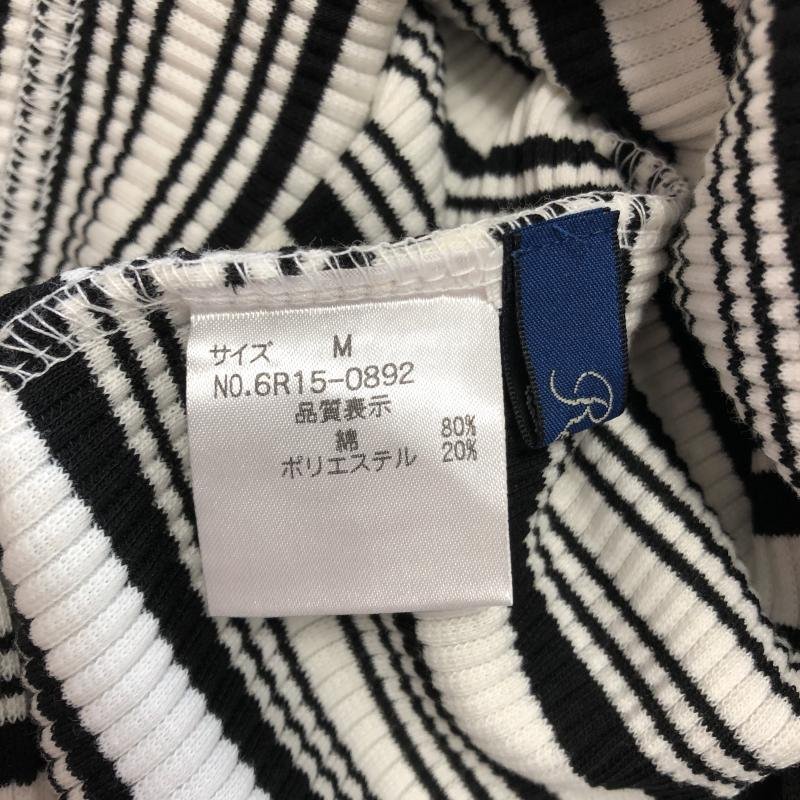 サイズ M
NO.6R15-0892
品質表示
綿 80%
ポリエステル 20%